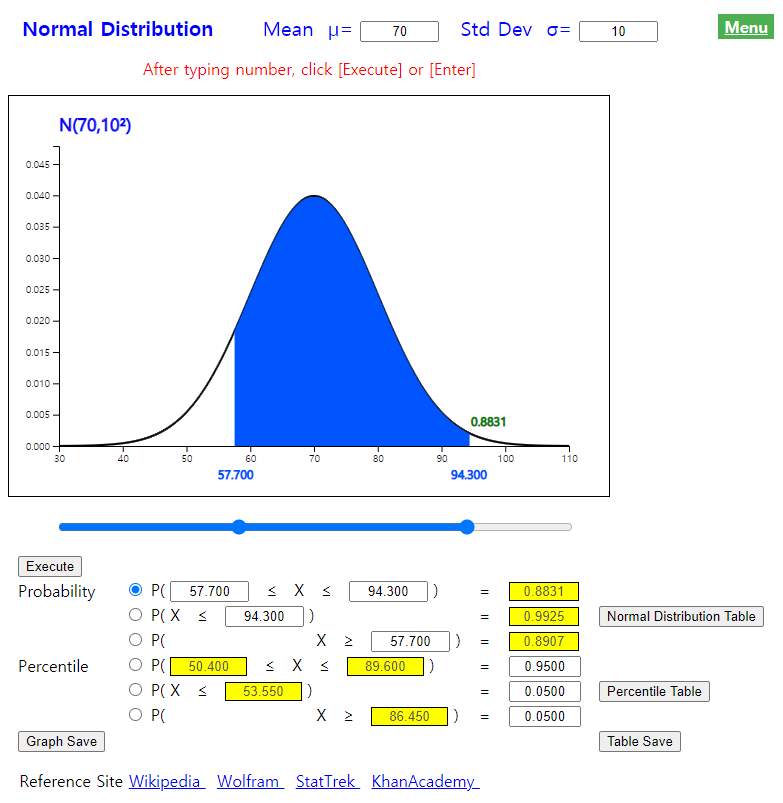 Normal Distribution Mean μ= 70 Std Dev σ= 10 Menu
After typing number, click [Execute] or [Enter]
N(70,10²)
0.045
0.040
0.035
0.030
0.025
0.020
0.015
0.010
0.005
0.000
0.8831
30 40 50 60 70 80 90 100 110
57.700 94.300
Execute
Probability P( 57.700 ≤ X ≤ 94.300 ) = 0.8831
P( X ≤ 94.300 ) = 0.9925 Normal Distribution Table
P( X ≥ 57.700 ) = 0.8907
Percentile P( 50.400 ≤ X ≤ 89.600 ) = 0.9500
P( X ≤ 53.550 ) = 0.0500 Percentile Table
P( X ≥ 86.450 ) = 0.0500
Graph Save Table Save
Reference Site Wikipedia Wolfram StatTrek KhanAcademy